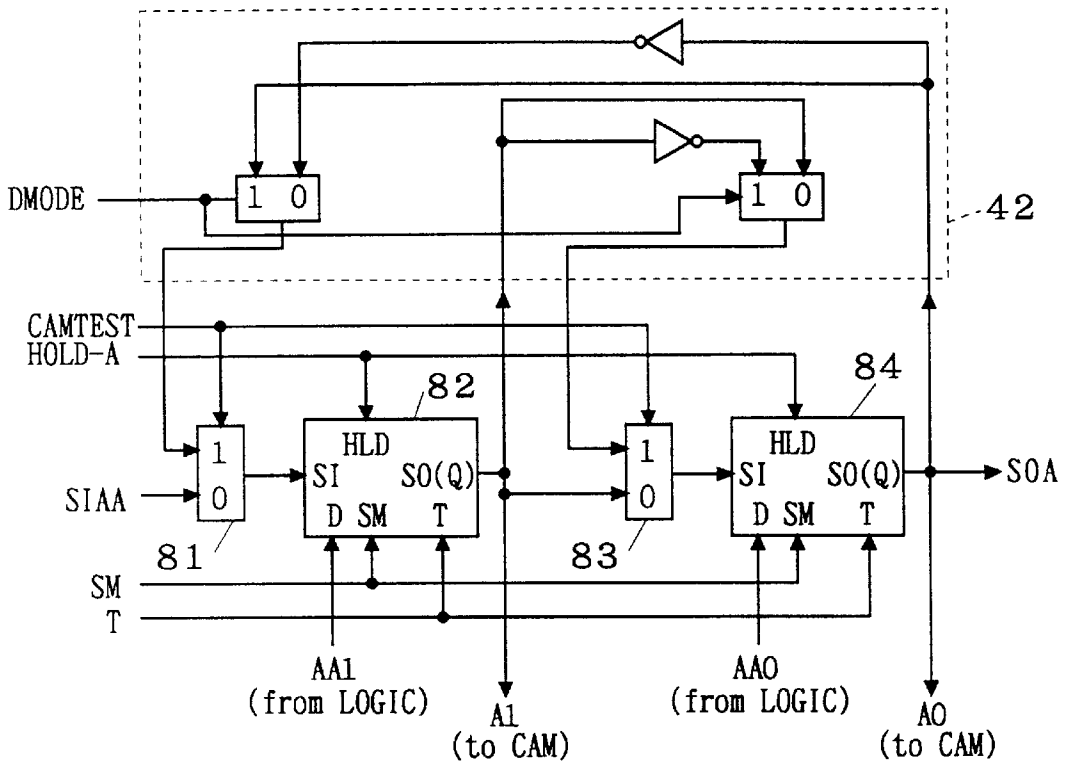 1 0
1 0
DMODE
42
CAMTEST
HOLD-A
82
84
1
0
HLD
SI SO(Q)
D SM T
1
0
HLD
SI SO(Q)
D SM T
SOA
SIAA
81
83
SM
T
AA1
(from LOGIC)
A1
(to CAM)
AA0
(from LOGIC)
A0
(to CAM)